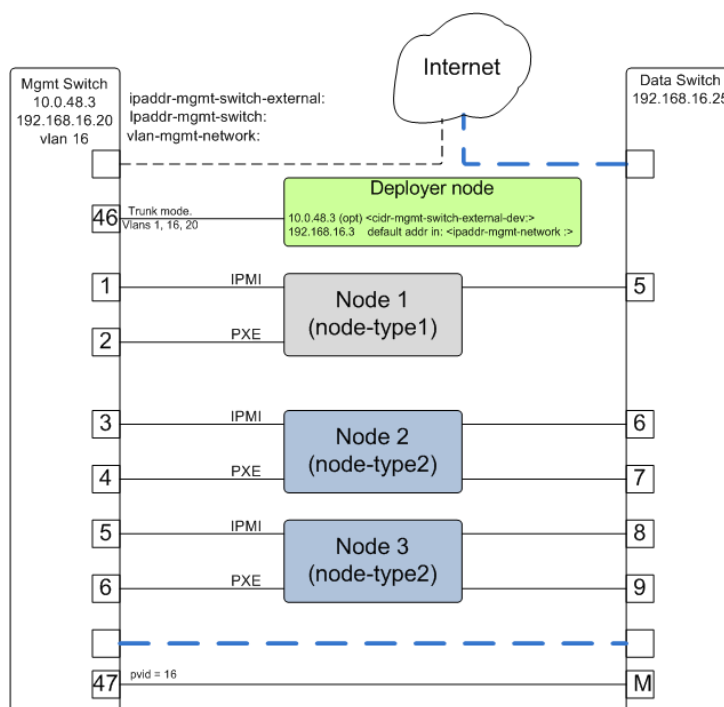 Internet
Mgmt Switch
10.0.48.3
192.168.16.20
vlan 16
ipaddr-mgmt-switch-external:
Ipaddr-mgmt-switch:
vlan-mgmt-network:
Data Switch
192.168.16.25
Deployer node
10.0.48.3 (opt) <cidr-mgmt-switch-external-dev:>
192.168.16.3 default addr in: <ipaddr-mgmt-network :>
46
Trunk mode.
Vlans 1, 16, 20
1
IPMI
Node 1
(node-type1)
5
2
PXE
3
IPMI
Node 2
(node-type2)
6
4
PXE
7
5
IPMI
Node 3
(node-type2)
8
6
PXE
9
47
pvid = 16
M